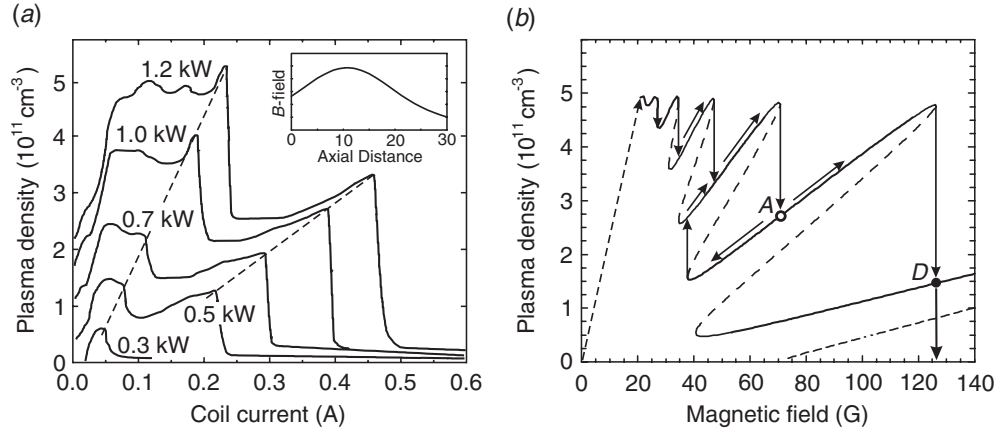 (a)
Plasma density (10¹¹ cm⁻³)
5
4
3
2
1
0
0.0 0.1 0.2 0.3 0.4 0.5 0.6
Coil current (A)
1.2 kW
1.0 kW
0.7 kW
0.5 kW
0.3 kW
B-field
0 10 20 30
Axial Distance
(b)
Plasma density (10¹¹ cm⁻³)
5
4
3
2
1
0
0 20 40 60 80 100 120 140
Magnetic field (G)
A
D